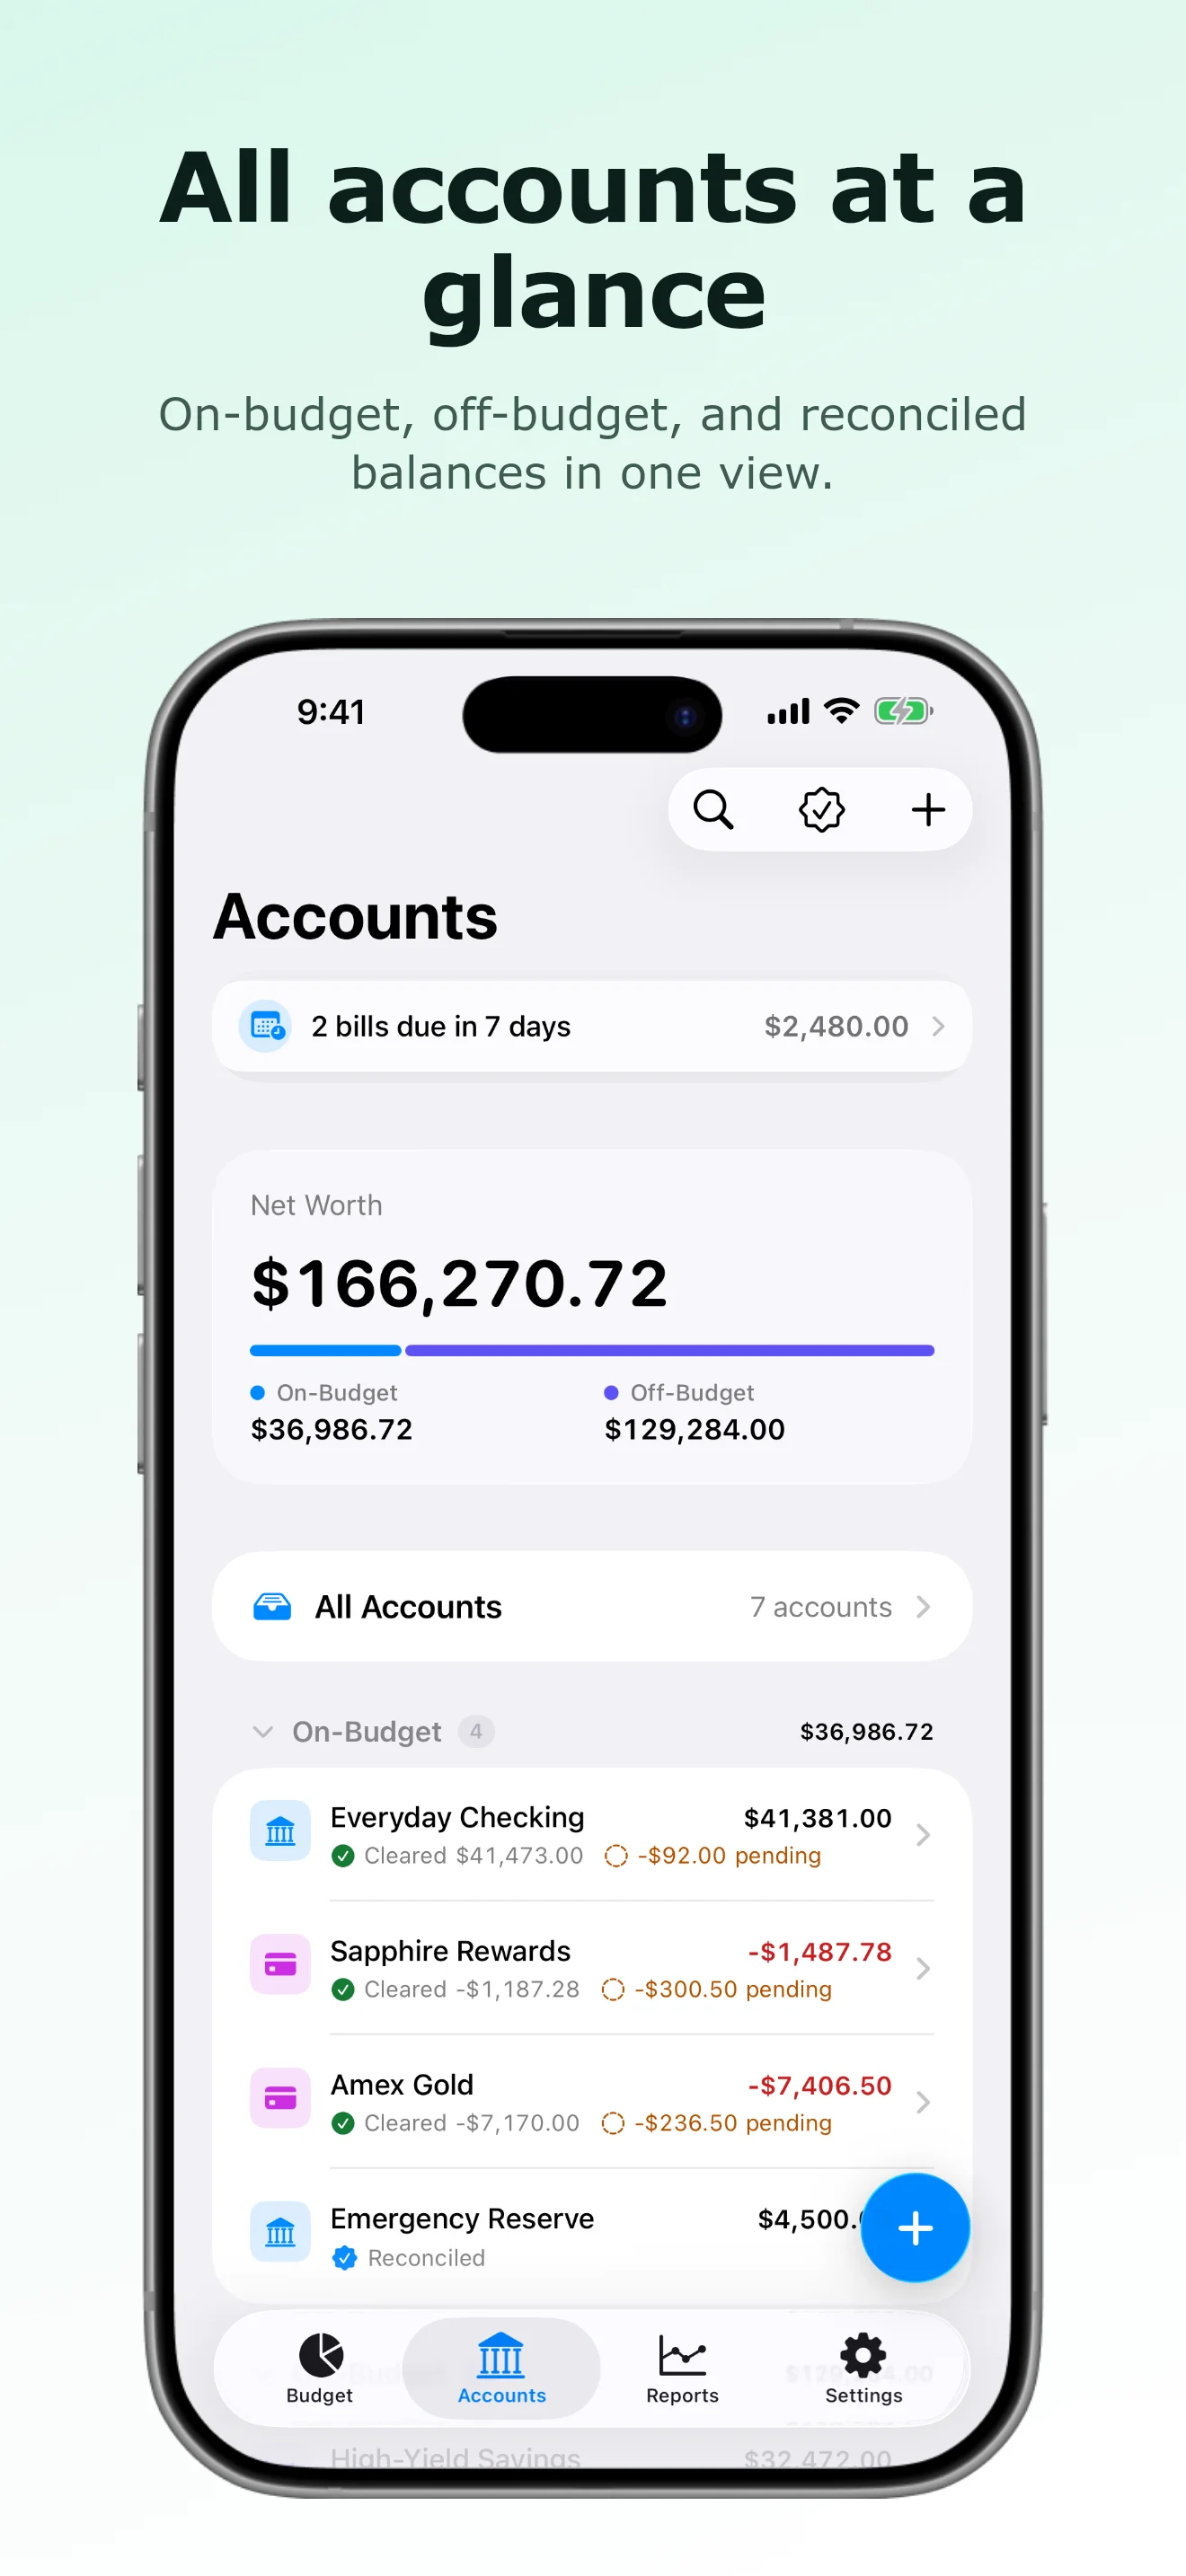 All accounts at a
glance
On-budget, off-budget, and reconciled
balances in one view.
9:41
Accounts
2 bills due in 7 days $2,480.00
Net Worth
$166,270.72
On-Budget Off-Budget
$36,986.72 $129,284.00
All Accounts 7 accounts
On-Budget 4 $36,986.72
Everyday Checking $41,381.00
Cleared $41,473.00 -$92.00 pending
Sapphire Rewards -$1,487.78
Cleared -$1,187.28 -$300.50 pending
Amex Gold -$7,406.50
Cleared -$7,170.00 -$236.50 pending
Emergency Reserve $4,500.
Reconciled
Budget Accounts Reports Settings
High-Yield Savings $32,472.00